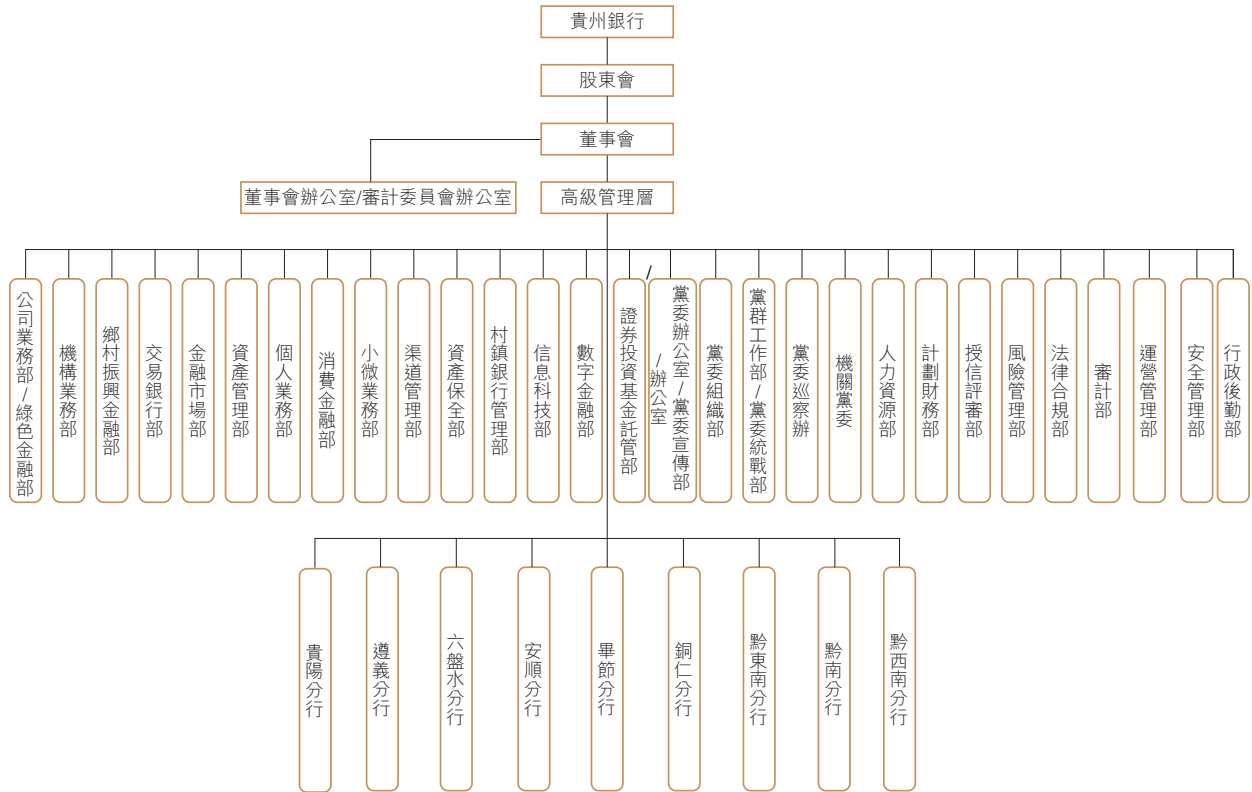 貴州銀行
股東會
董事會
董事會辦公室/審計委員會辦公室
高級管理層
公司業務部/綠色金融部
機構業務部
鄉村振興金融部
交易銀行部
金融市場部
資產管理部
個人業務部
消費金融部
小微業務部
渠道管理部
資產保全部
村鎮銀行管理部
信息科技部
數字金融部
證券投資基金託管部
/
黨委辦公室/黨委宣傳部
/辦公室
黨委組織部
黨群工作部/黨委統戰部
黨委巡察辦
機關黨委
人力資源部
計劃財務部
授信評審部
風險管理部
法律合規部
審計部
運營管理部
安全管理部
行政後勤部
貴陽分行
遵義分行
六盤水分行
安順分行
畢節分行
銅仁分行
黔東南分行
黔南分行
黔西南分行